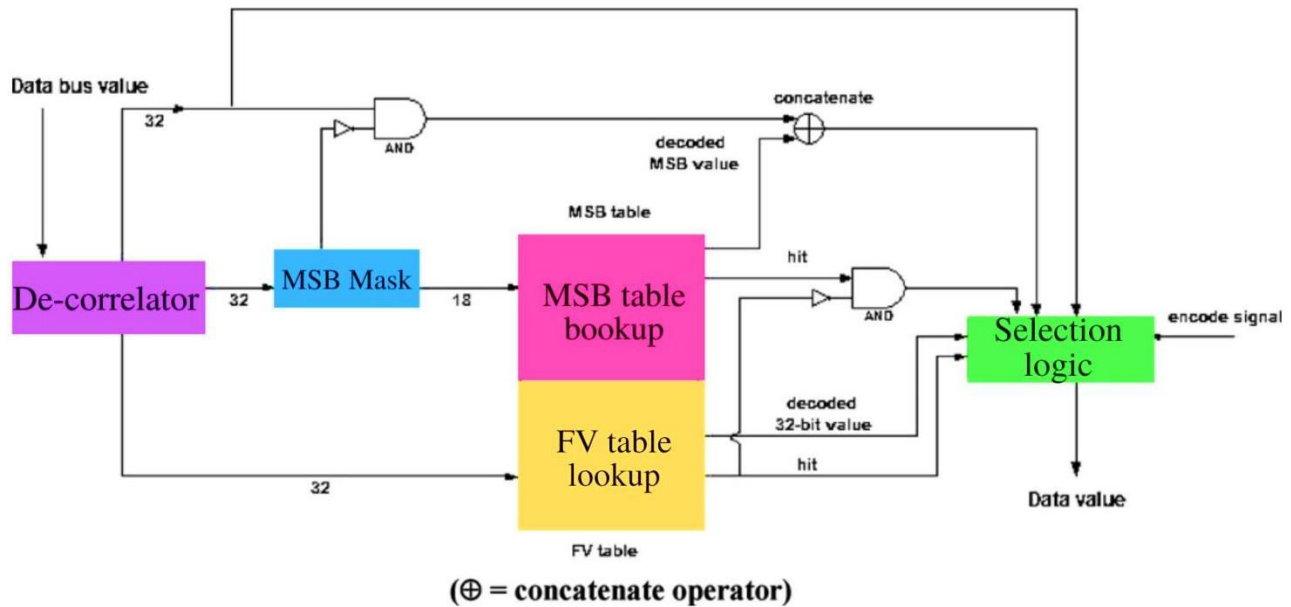 Data bus value
32
AND
concatenate
decoded
MSB value
MSB table
De-correlator
32
MSB Mask
18
MSB table
bookup
hit
AND
encode signal
Selection
logic
FV table
lookup
decoded
32-bit value
hit
32
Data value
FV table
(⊕ = concatenate operator)